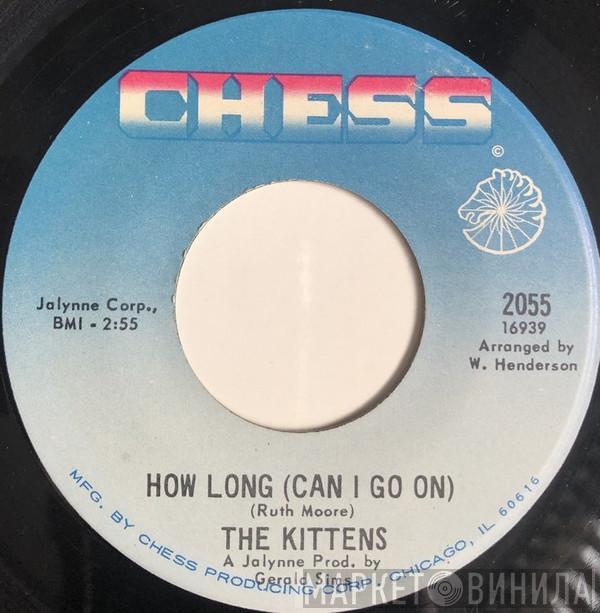 CHESS
©
Jalynne Corp.,
BMI - 2:55
2055
16939
Arranged by
W. Henderson
HOW LONG (CAN I GO ON)
(Ruth Moore)
THE KITTENS
A Jalynne Prod. by
Gerald Sims
MFG. BY CHESS PRODUCING CORP. CHICAGO, IL 60616
МАРКЕТ ВИНИЛА